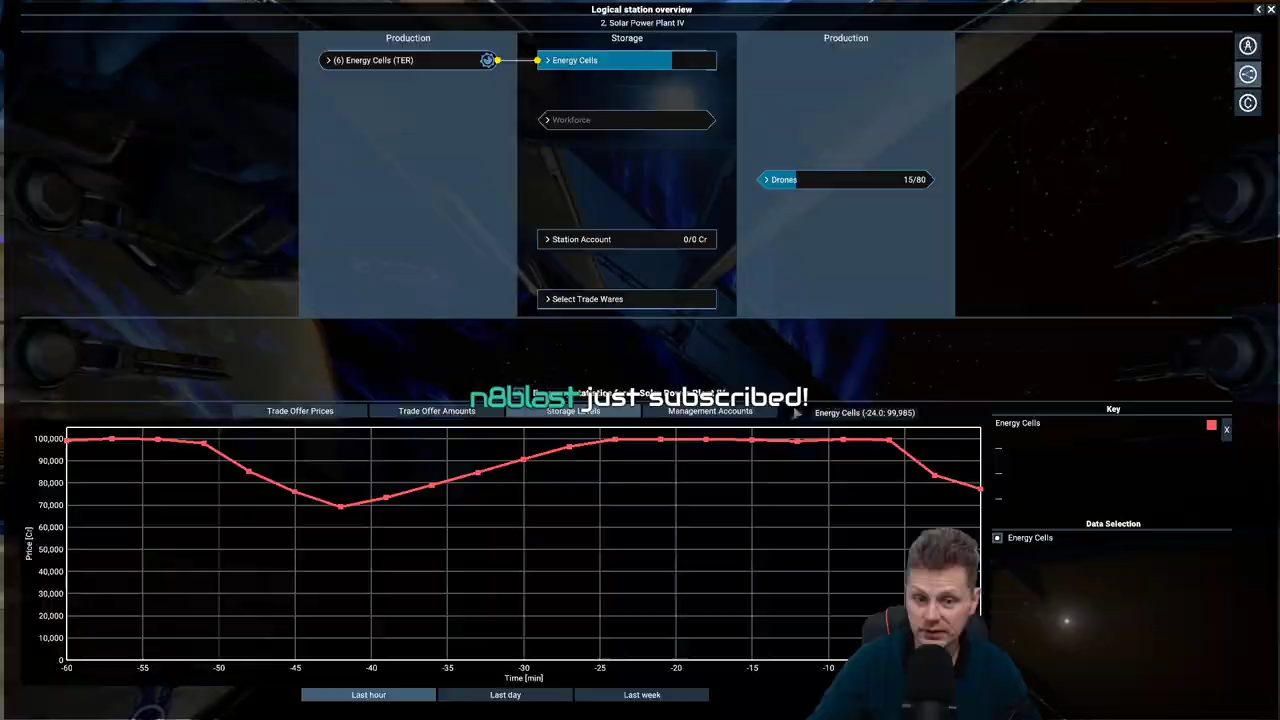 Logical station overview
2. Solar Power Plant IV
Production
Storage
Production
(6) Energy Cells (TER)
Energy Cells
Workforce
Drones 15/80
Station Account 0/0 Cr
Select Trade Wares
n8blast just subscribed!
Trade Offer Prices
Trade Offer Amounts
Storage Levels
Management Accounts
Energy Cells (-24.0; 99,985)
Key
Energy Cells
X
Data Selection
Energy Cells
100,000
90,000
80,000
70,000
60,000
50,000
40,000
30,000
20,000
10,000
0
Price [Cr]
-60 -55 -50 -45 -40 -35 -30 -25 -20 -15 -10
Time [min]
Last hour
Last day
Last week